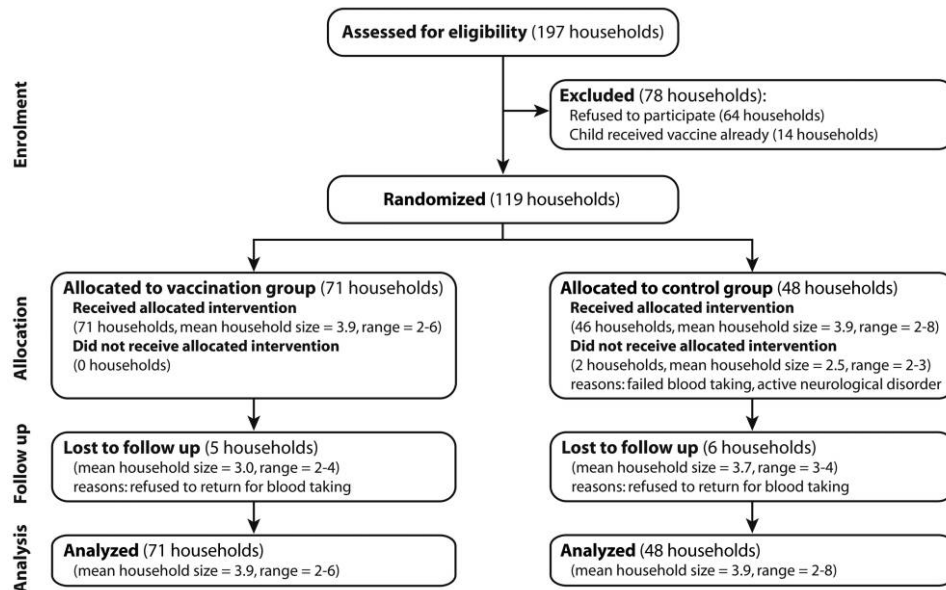 Assessed for eligibility (197 households)
Enrolment
Excluded (78 households):
Refused to participate (64 households)
Child received vaccine already (14 households)
Randomized (119 households)
Allocation
Allocated to vaccination group (71 households)
Received allocated intervention
(71 households, mean household size = 3.9, range = 2-6)
Did not receive allocated intervention
(0 households)
Allocated to control group (48 households)
Received allocated intervention
(46 households, mean household size = 3.9, range = 2-8)
Did not receive allocated intervention
(2 households, mean household size = 2.5, range = 2-3)
reasons: failed blood taking, active neurological disorder
Follow up
Lost to follow up (5 households)
(mean household size = 3.0, range = 2-4)
reasons: refused to return for blood taking
Lost to follow up (6 households)
(mean household size = 3.7, range = 3-4)
reasons: refused to return for blood taking
Analysis
Analyzed (71 households)
(mean household size = 3.9, range = 2-6)
Analyzed (48 households)
(mean household size = 3.9, range = 2-8)